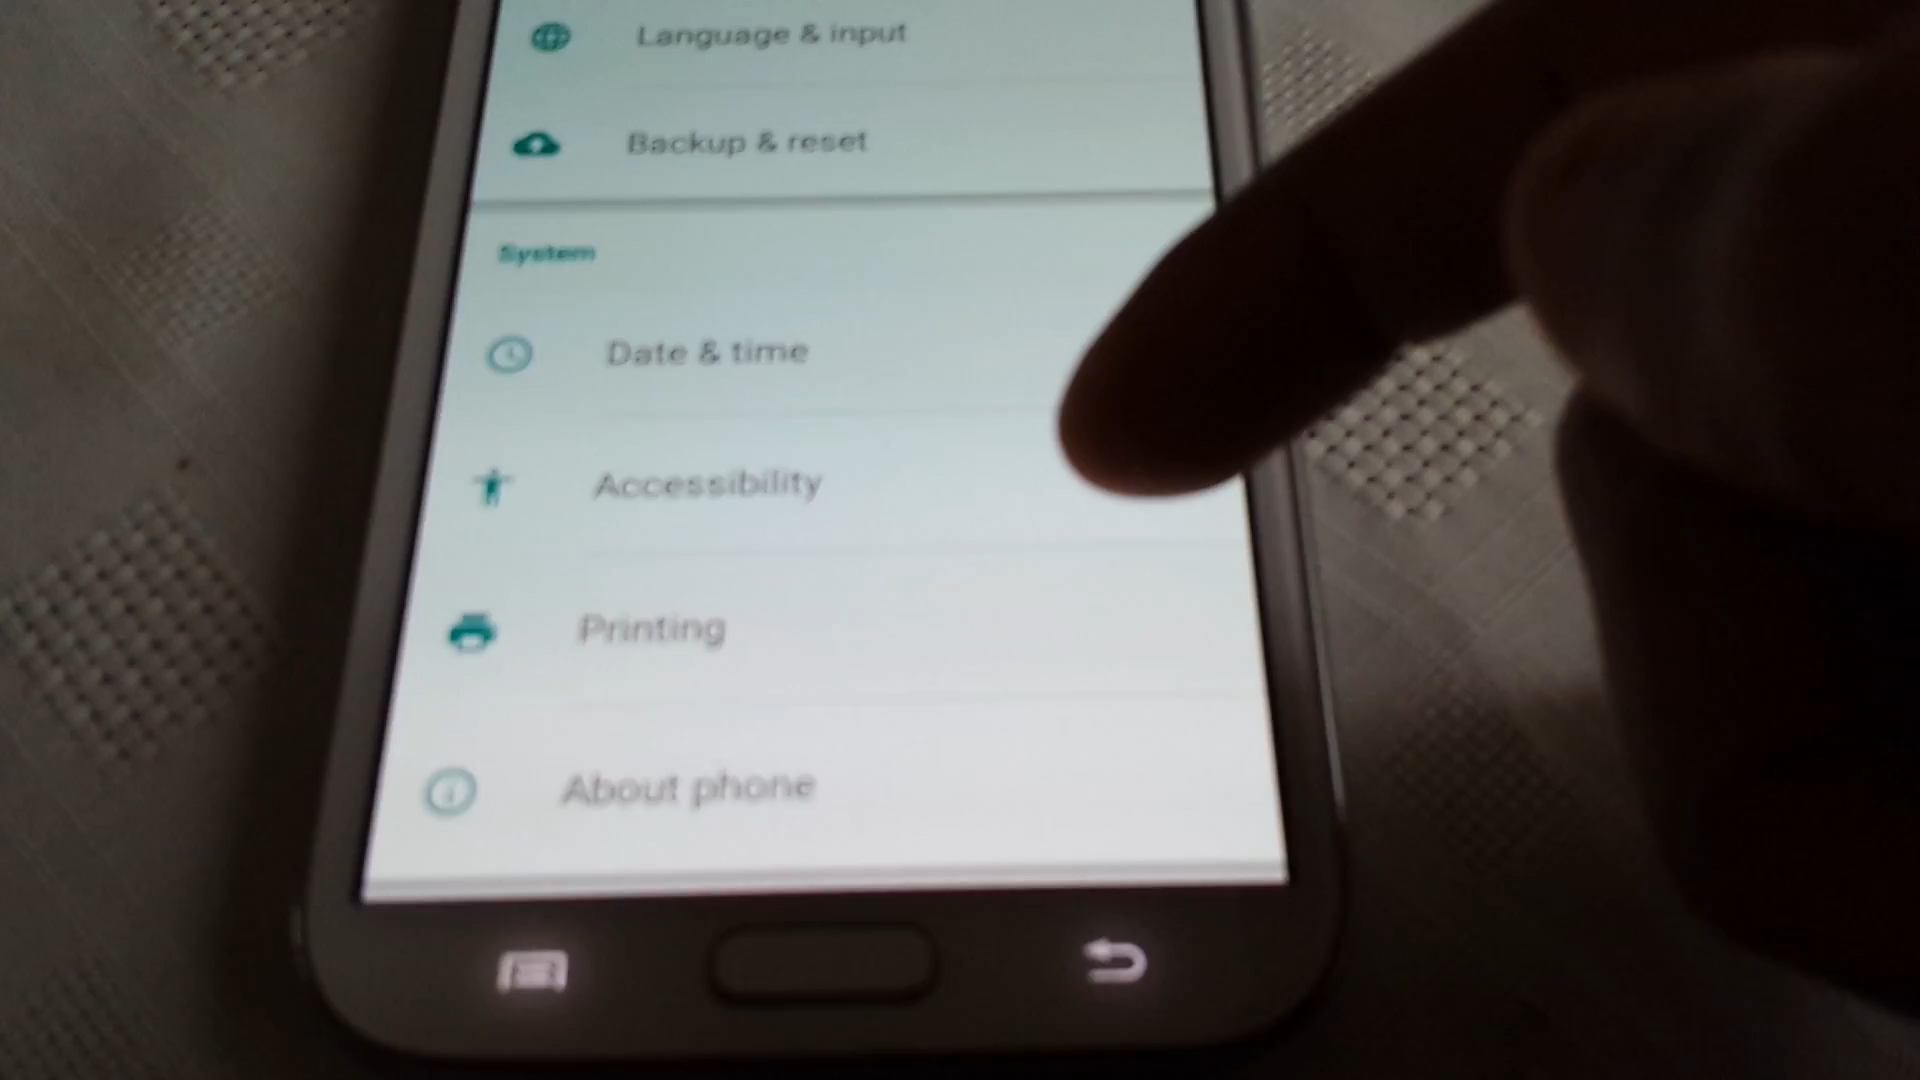 Language & input
Backup & reset
System
Date & time
Accessibility
Printing
About phone